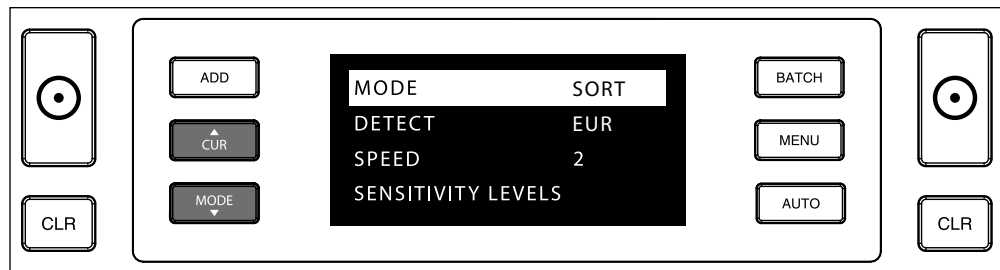 ADD
CUR
MODE
CLR
MODE SORT
DETECT EUR
SPEED 2
SENSITIVITY LEVELS
BATCH
MENU
AUTO
CLR